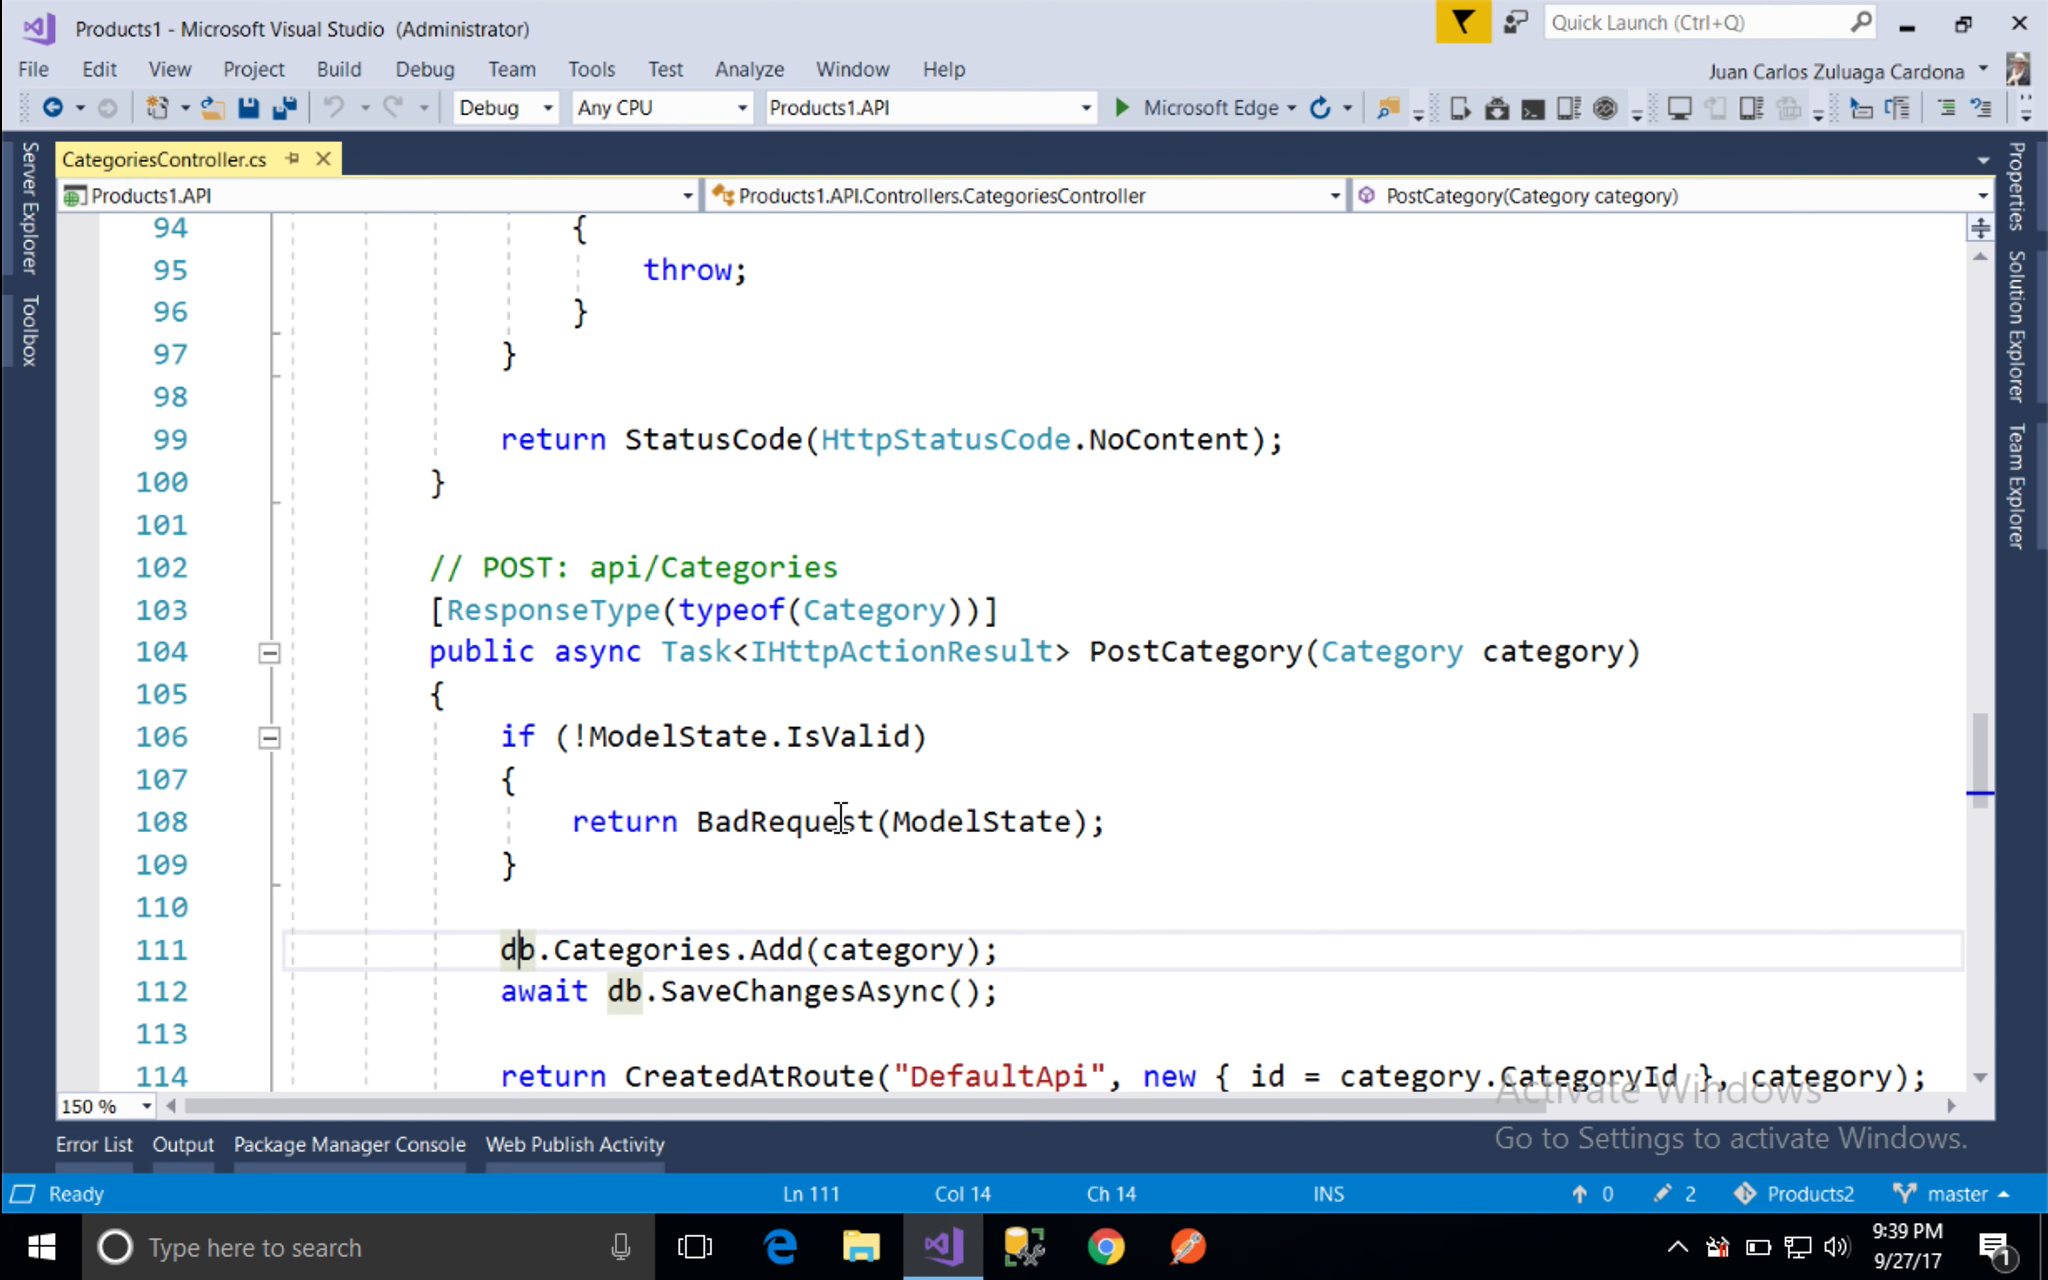 Products1 - Microsoft Visual Studio (Administrator)
Quick Launch (Ctrl+Q)
File Edit View Project Build Debug Team Tools Test Analyze Window Help
Juan Carlos Zuluaga Cardona
Debug Any CPU Products1.API Microsoft Edge
CategoriesController.cs
Products1.API Products1.API.Controllers.CategoriesController PostCategory(Category category)
Server Explorer
Toolbox
Properties
Solution Explorer
Team Explorer
94 {
95 throw;
96 }
97 }
98
99 return StatusCode(HttpStatusCode.NoContent);
100 }
101
102 // POST: api/Categories
103 [ResponseType(typeof(Category))]
104 public async Task<IHttpActionResult> PostCategory(Category category)
105 {
106 if (!ModelState.IsValid)
107 {
108 return BadRequest(ModelState);
109 }
110
111 db.Categories.Add(category);
112 await db.SaveChangesAsync();
113
114 return CreatedAtRoute("DefaultApi", new { id = category.CategoryId }, category);
150 %
Activate Windows
Go to Settings to activate Windows.
Error List Output Package Manager Console Web Publish Activity
Ready Ln 111 Col 14 Ch 14 INS 0 2 Products2 master
Type here to search
9:39 PM
9/27/17
1